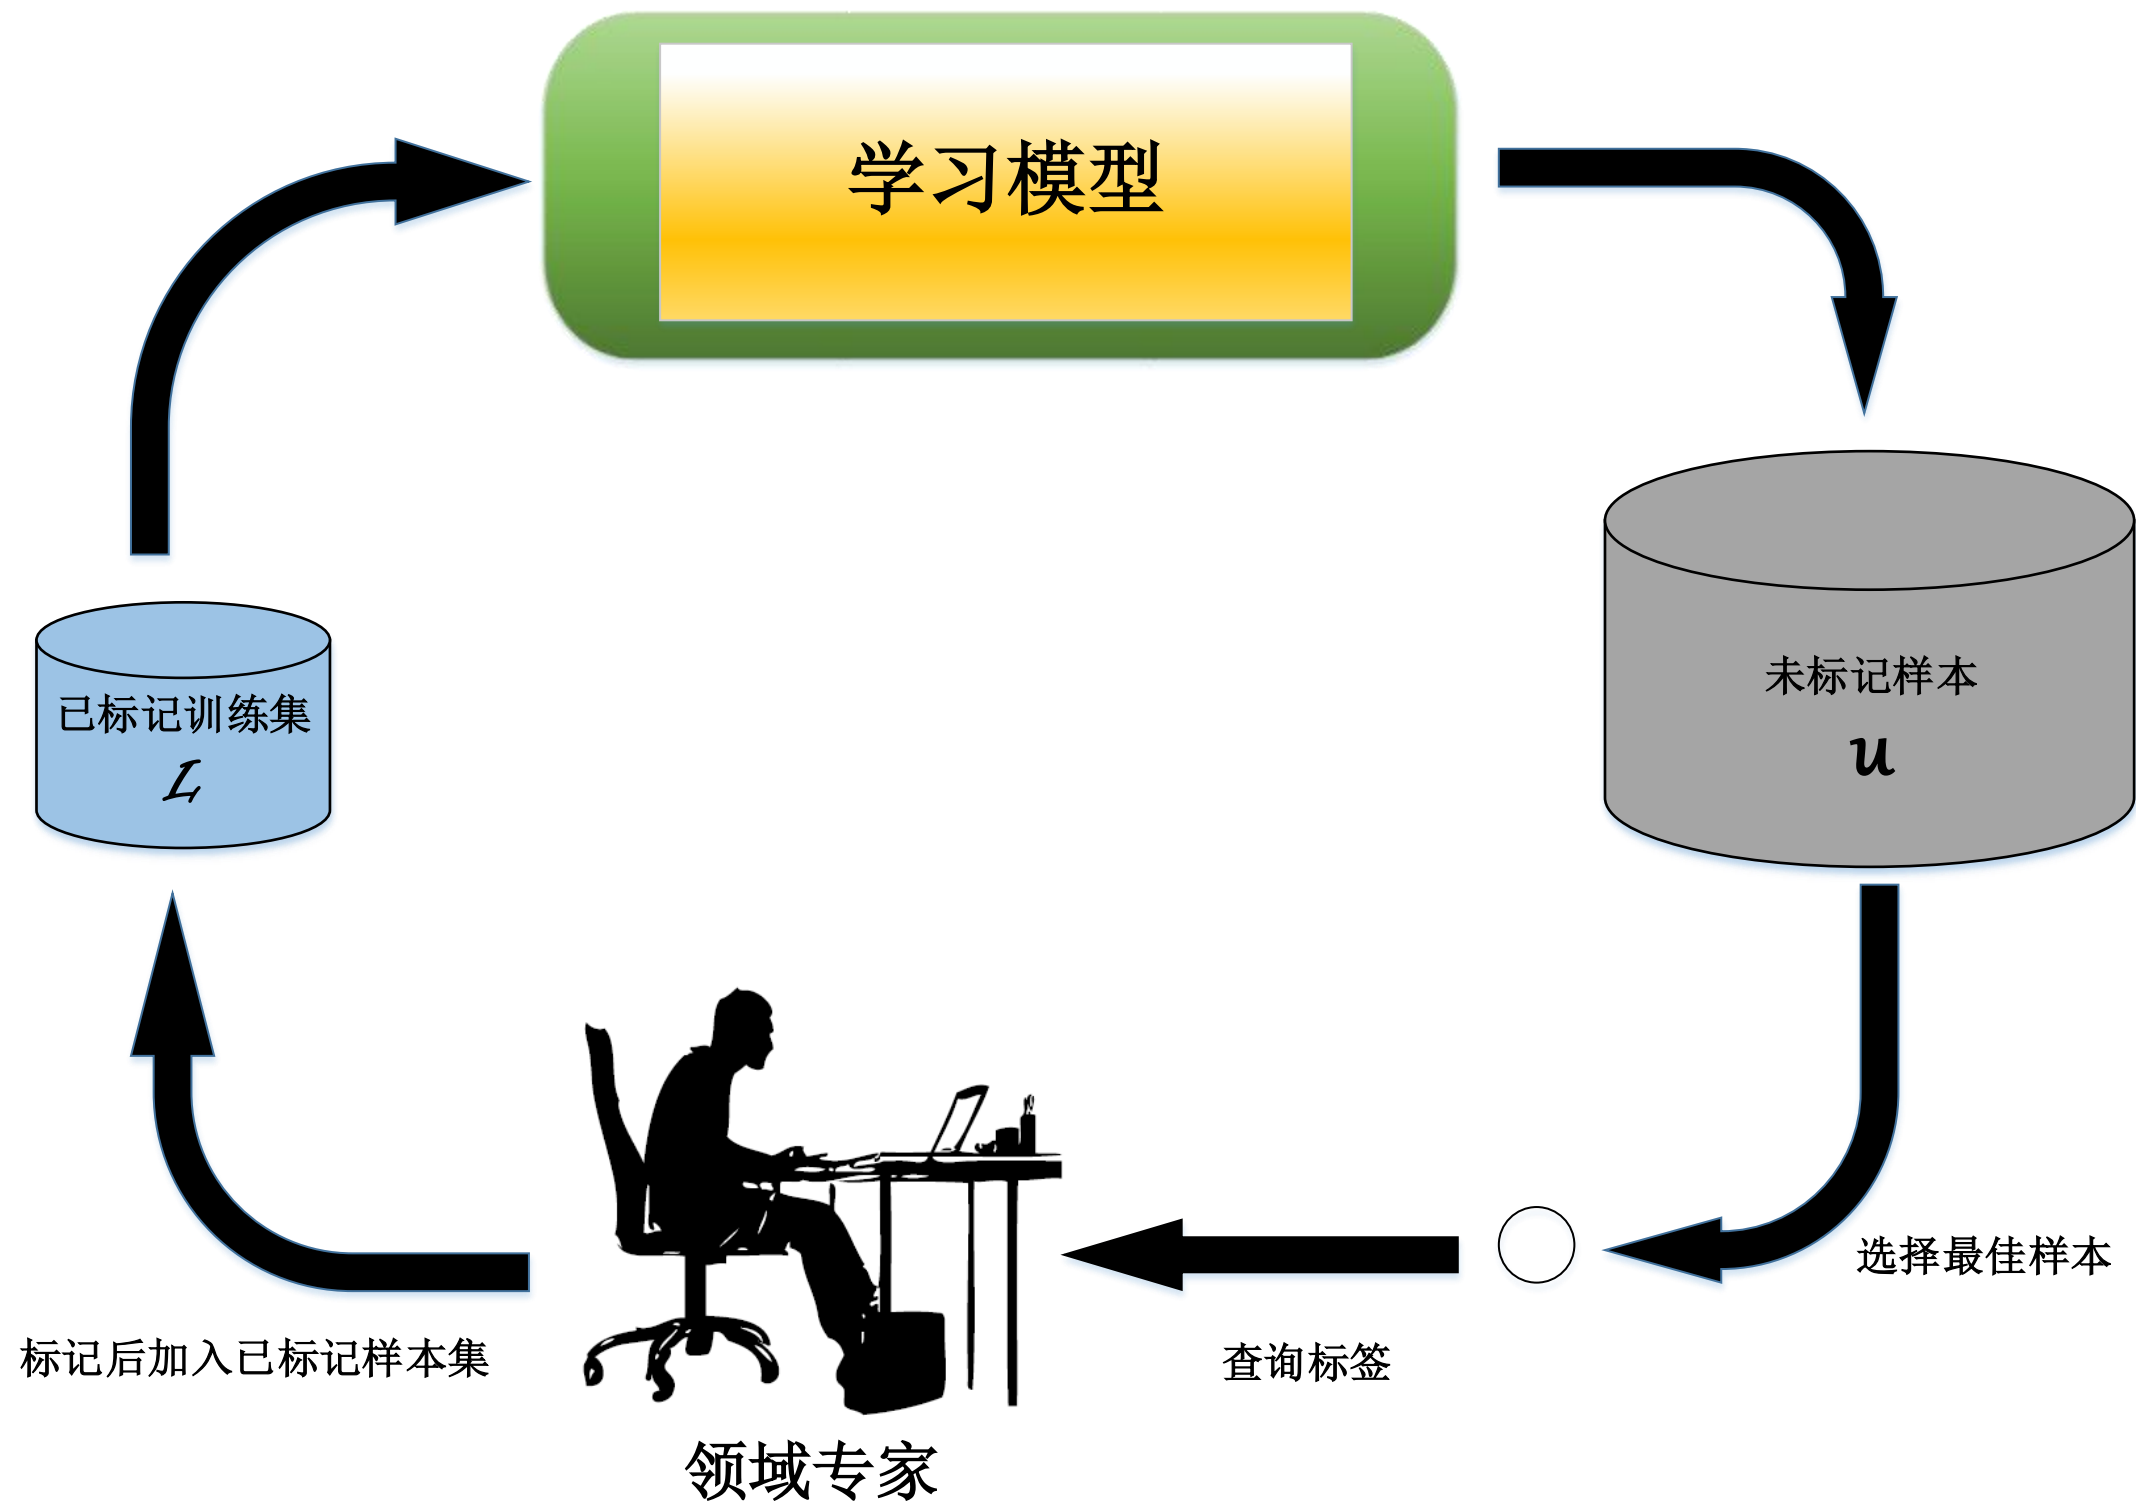 学习模型
未标记样本
U
已标记训练集
L
选择最佳样本
查询标签
标记后加入已标记样本集
领域专家